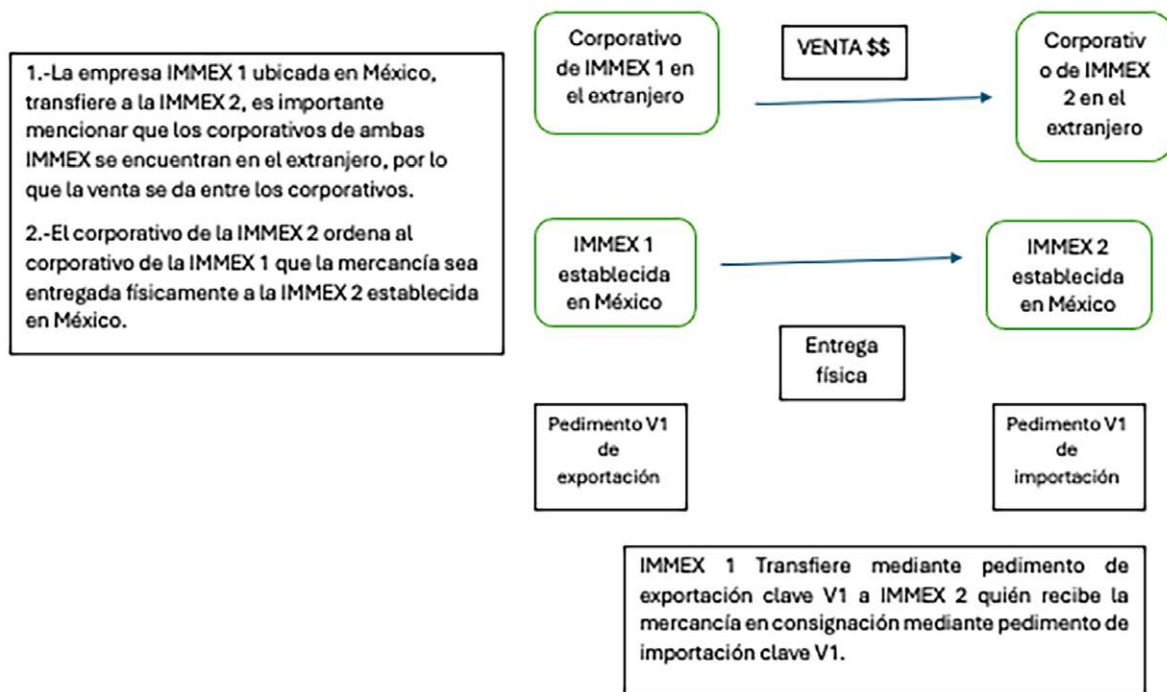 1.-La empresa IMMEX 1 ubicada en México,
transfiere a la IMMEX 2, es importante
mencionar que los corporativos de ambas
IMMEX se encuentran en el extranjero, por lo
que la venta se da entre los corporativos.
2.-El corporativo de la IMMEX 2 ordena al
corporativo de la IMMEX 1 que la mercancía sea
entregada físicamente a la IMMEX 2 establecida
en México.
Corporativo
de IMMEX 1 en
el extranjero
VENTA $$
Corporativ
o de IMMEX
2 en el
extranjero
IMMEX 1
establecida
en México
IMMEX 2
establecida
en México
Entrega
física
Pedimento V1
de
exportación
Pedimento V1
de
importación
IMMEX 1 Transfiere mediante pedimento de
exportación clave V1 a IMMEX 2 quién recibe la
mercancía en consignación mediante pedimento de
importación clave V1.